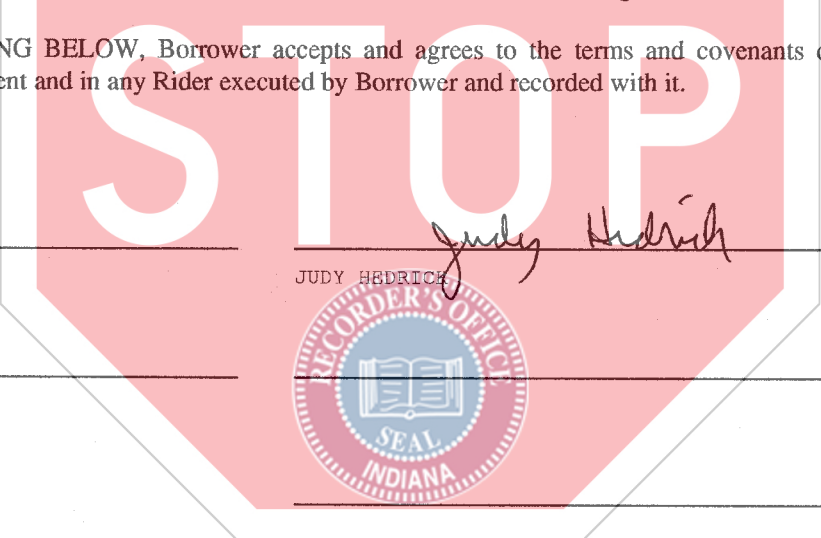 NG BELOW, Borrower accepts and agrees to the terms and covenants
ent and in any Rider executed by Borrower and recorded with it.
STOP
Judy Hedrick
JUDY HEDRICK
RECORDER'S OFFICE
SEAL
INDIANA